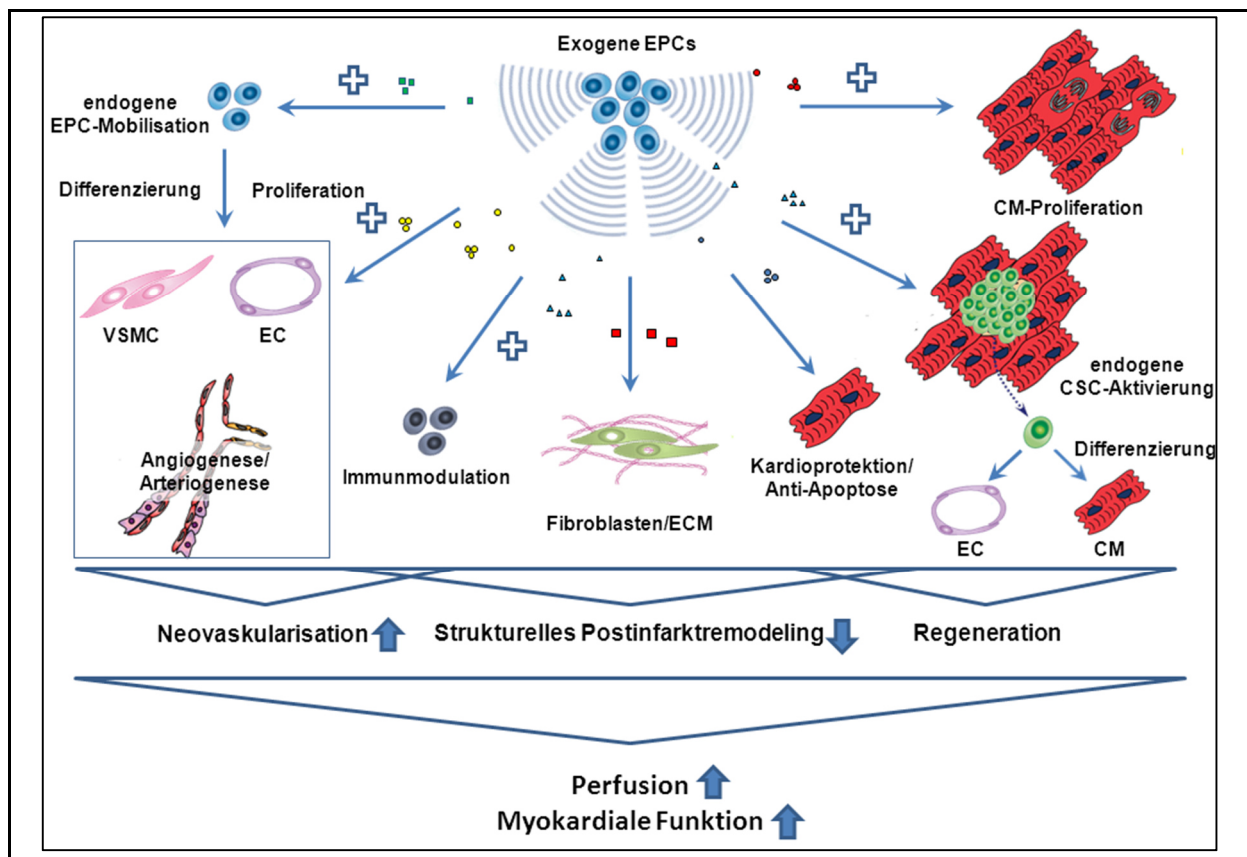 Exogene EPCs
endogene
EPC-Mobilisation
Differenzierung
Proliferation
CM-Proliferation
VSMC
EC
endogene
CSC-Aktivierung
Angiogenese/
Arteriogenese
Immunmodulation
Fibroblasten/ECM
Kardioprotektion/
Anti-Apoptose
Differenzierung
EC
CM
Neovaskularisation
Strukturelles Postinfarktremodeling
Regeneration
Perfusion
Myokardiale Funktion